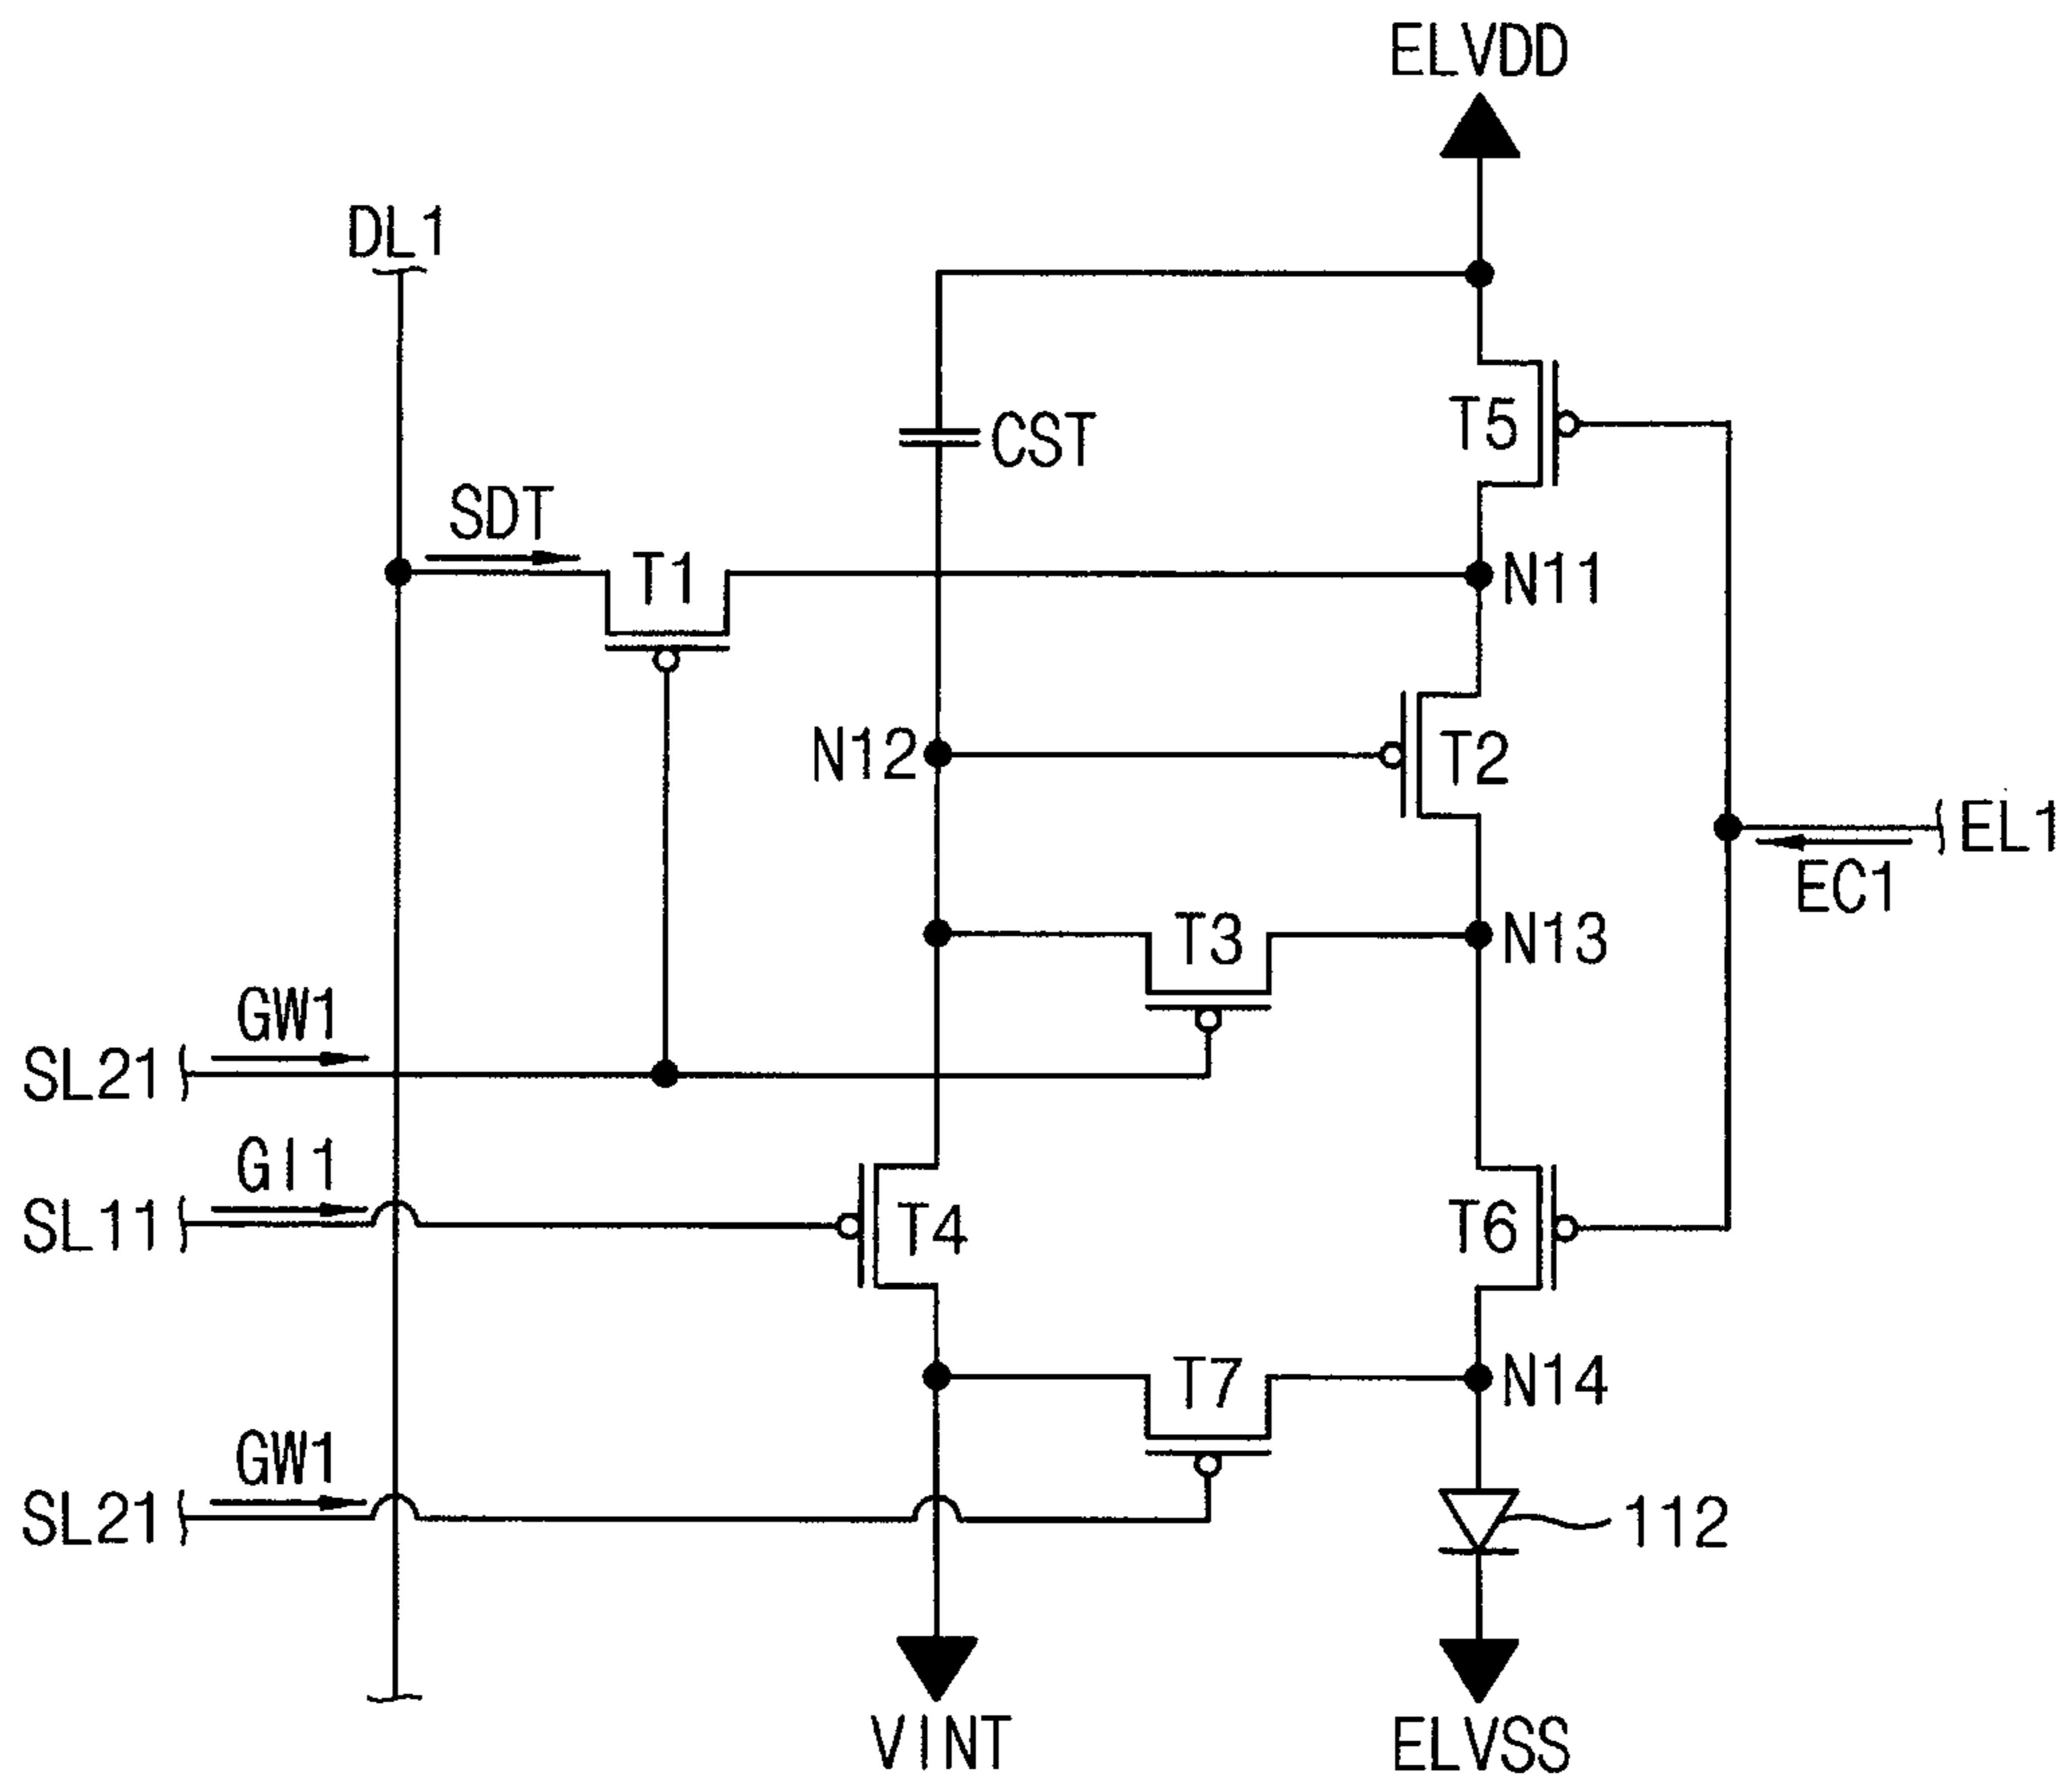 ELVDD
DL1
CST
T5
SDT
T1
N11
N12
T2
EL1
EC1
T3
N13
GW1
SL21
GI1
SL11
T4
T6
T7
N14
GW1
SL21
112
VINT
ELVSS